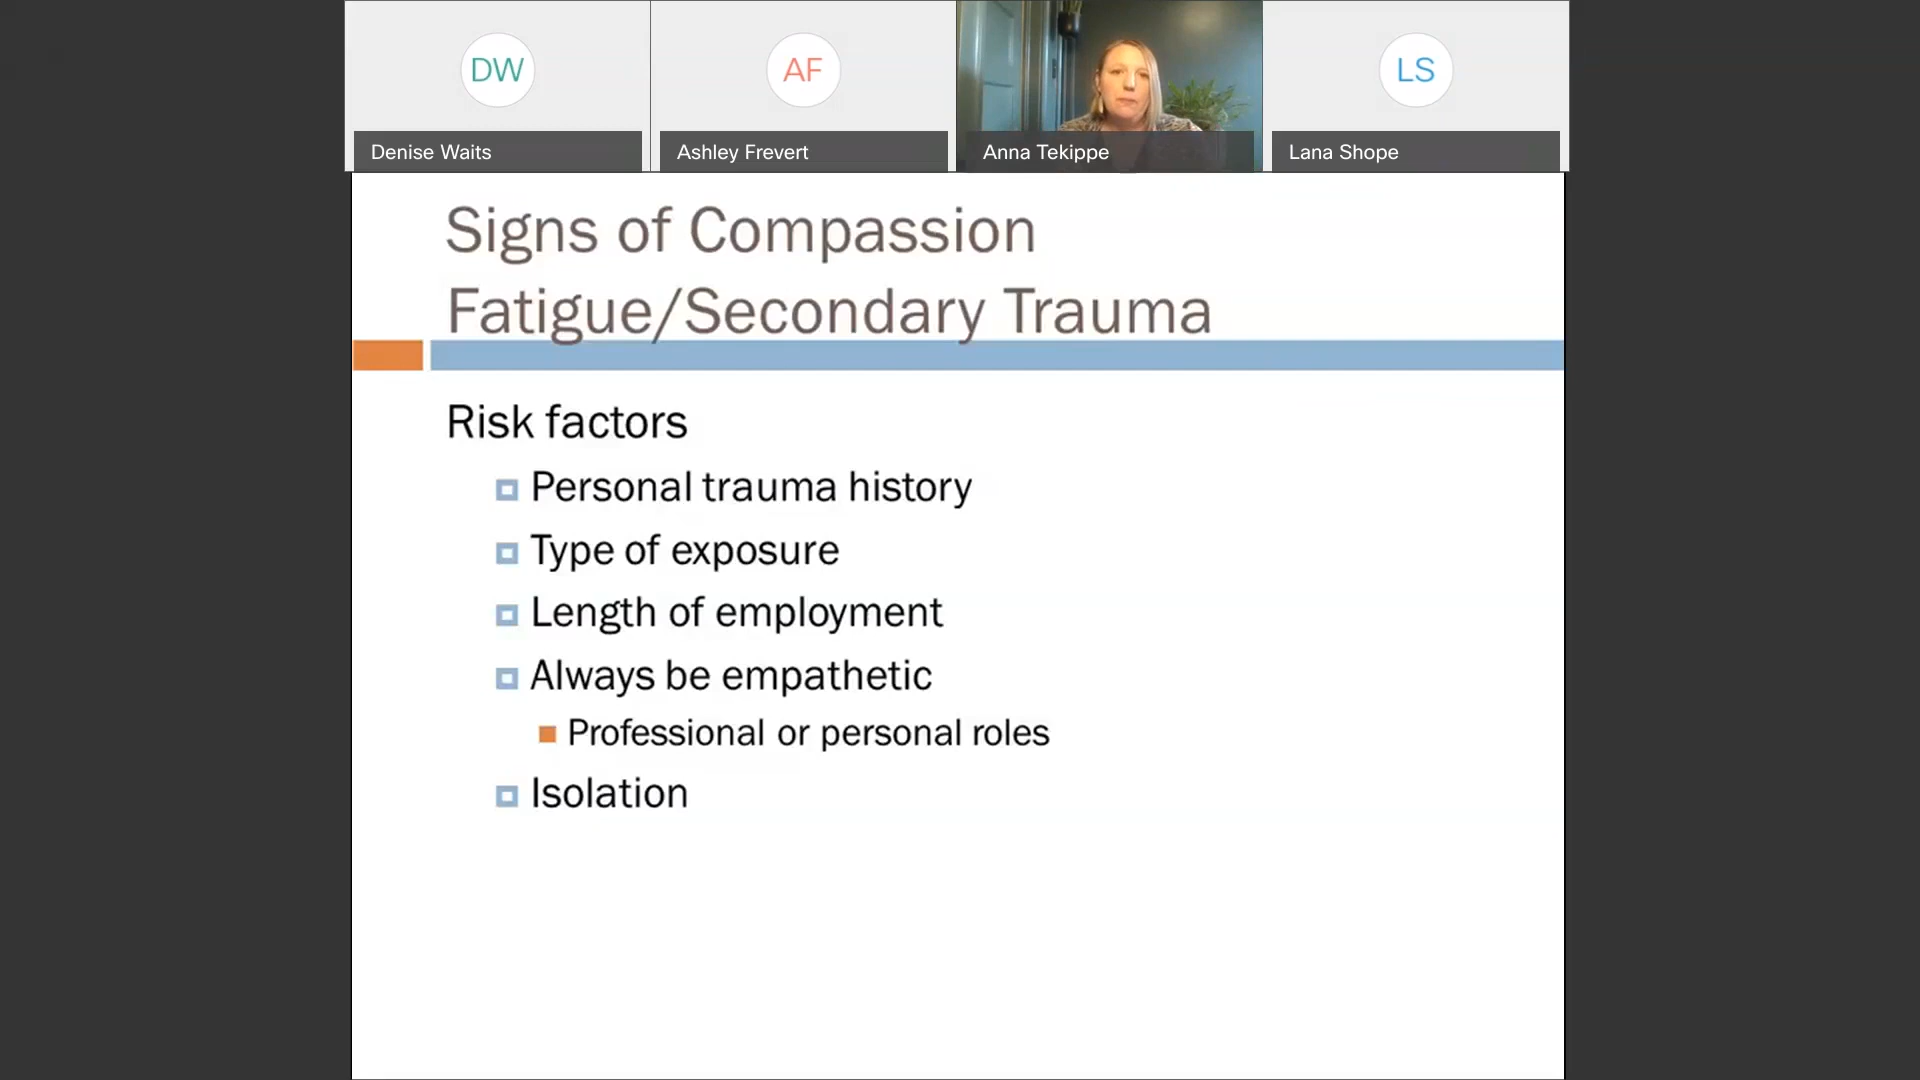 DW
AF
LS
Denise Waits
Ashley Frevert
Anna Tekippe
Lana Shope
Signs of Compassion
Fatigue/Secondary Trauma
Risk factors
Personal trauma history
Type of exposure
Length of employment
Always be empathetic
Professional or personal roles
Isolation